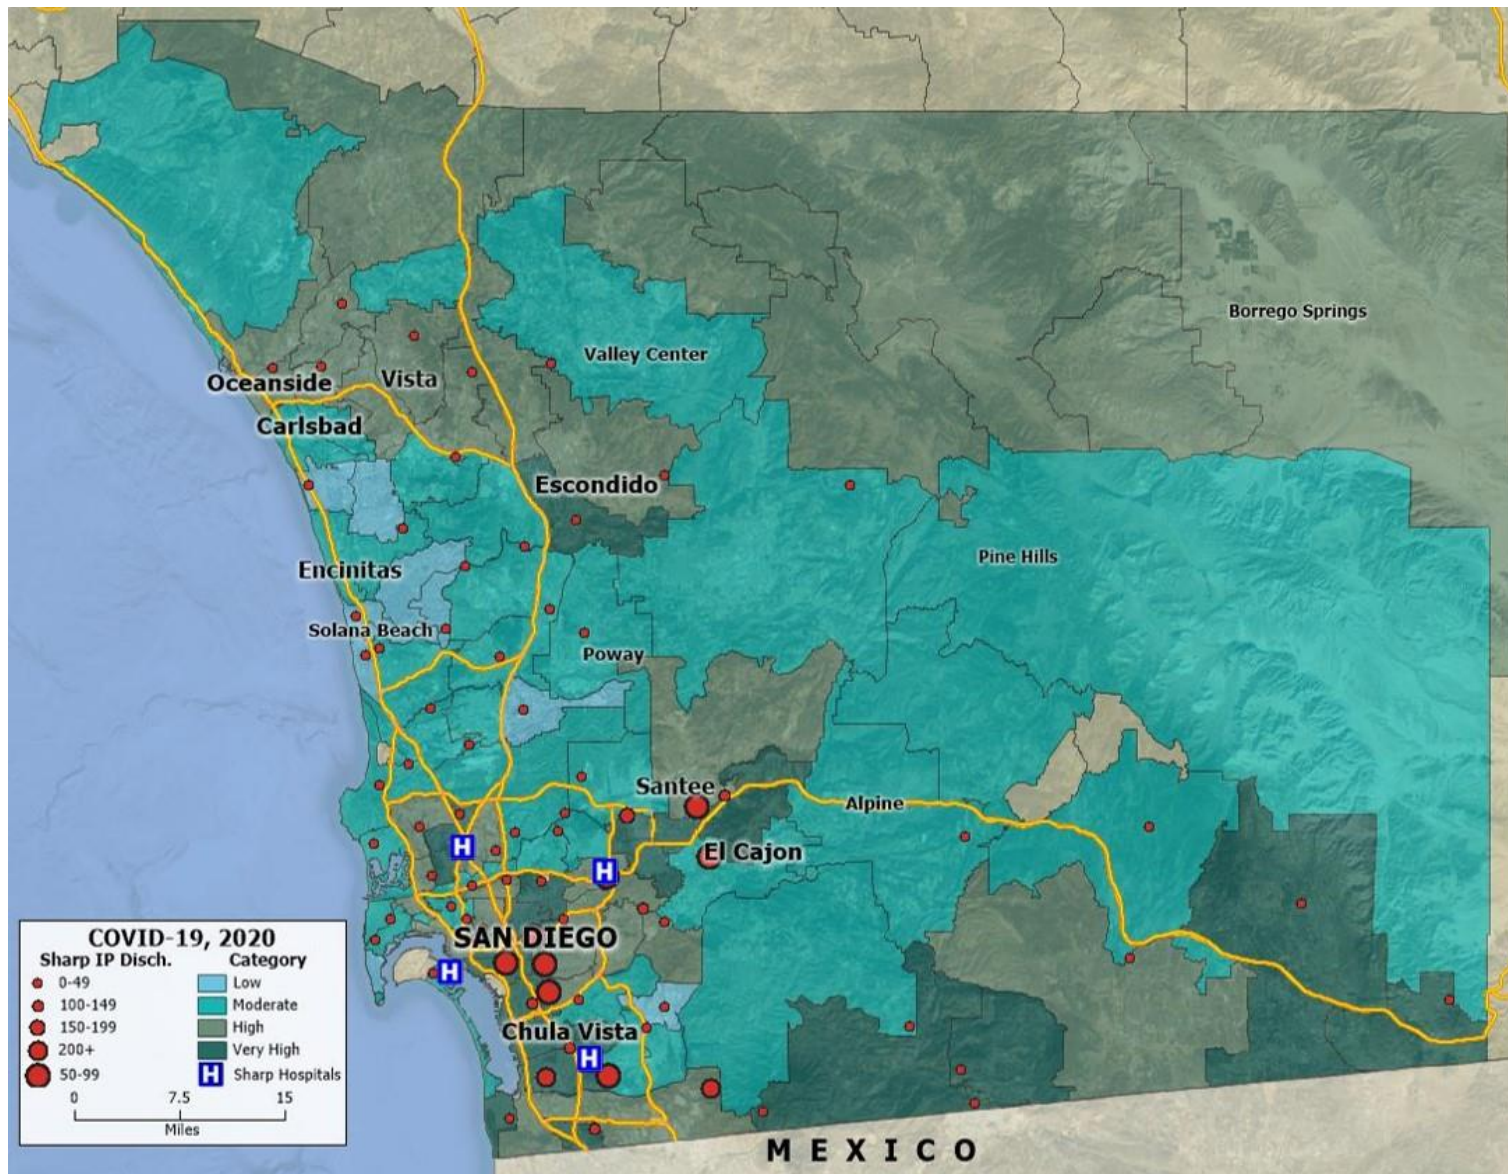 Borrego Springs
Valley Center
Oceanside
Vista
Carlsbad
Escondido
Pine Hills
Encinitas
Solana Beach
Poway
Santee
Alpine
H
El Cajon
H
SAN DIEGO
H
Chula Vista
H
COVID-19, 2020
Sharp IP Disch. Category
0-49 Low
100-149 Moderate
150-199 High
200+ Very High
50-99 H Sharp Hospitals
0 7.5 15
Miles
MEXICO